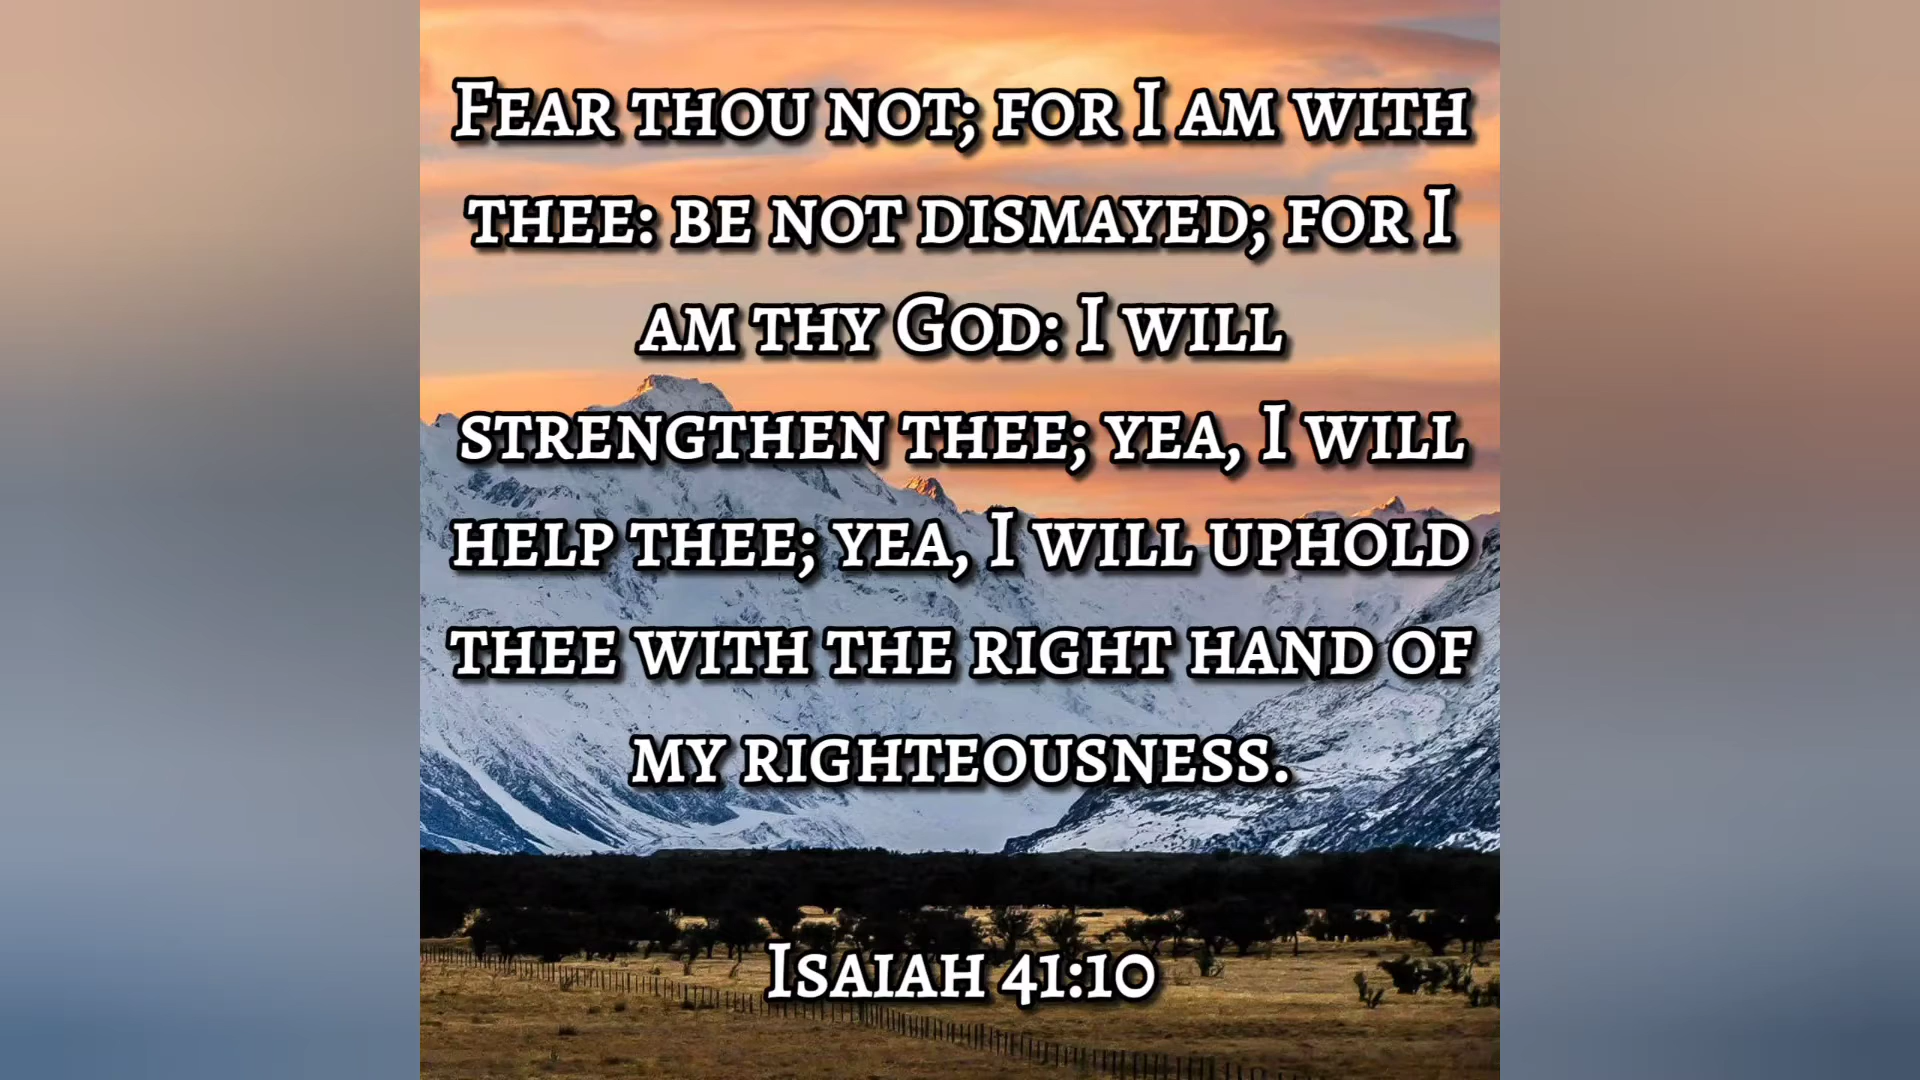 Fear thou not; for I am with
thee: be not dismayed; for I
am thy God: I will
strengthen thee; yea, I will
help thee; yea, I will uphold
thee with the right hand of
my righteousness.
Isaiah 41:10